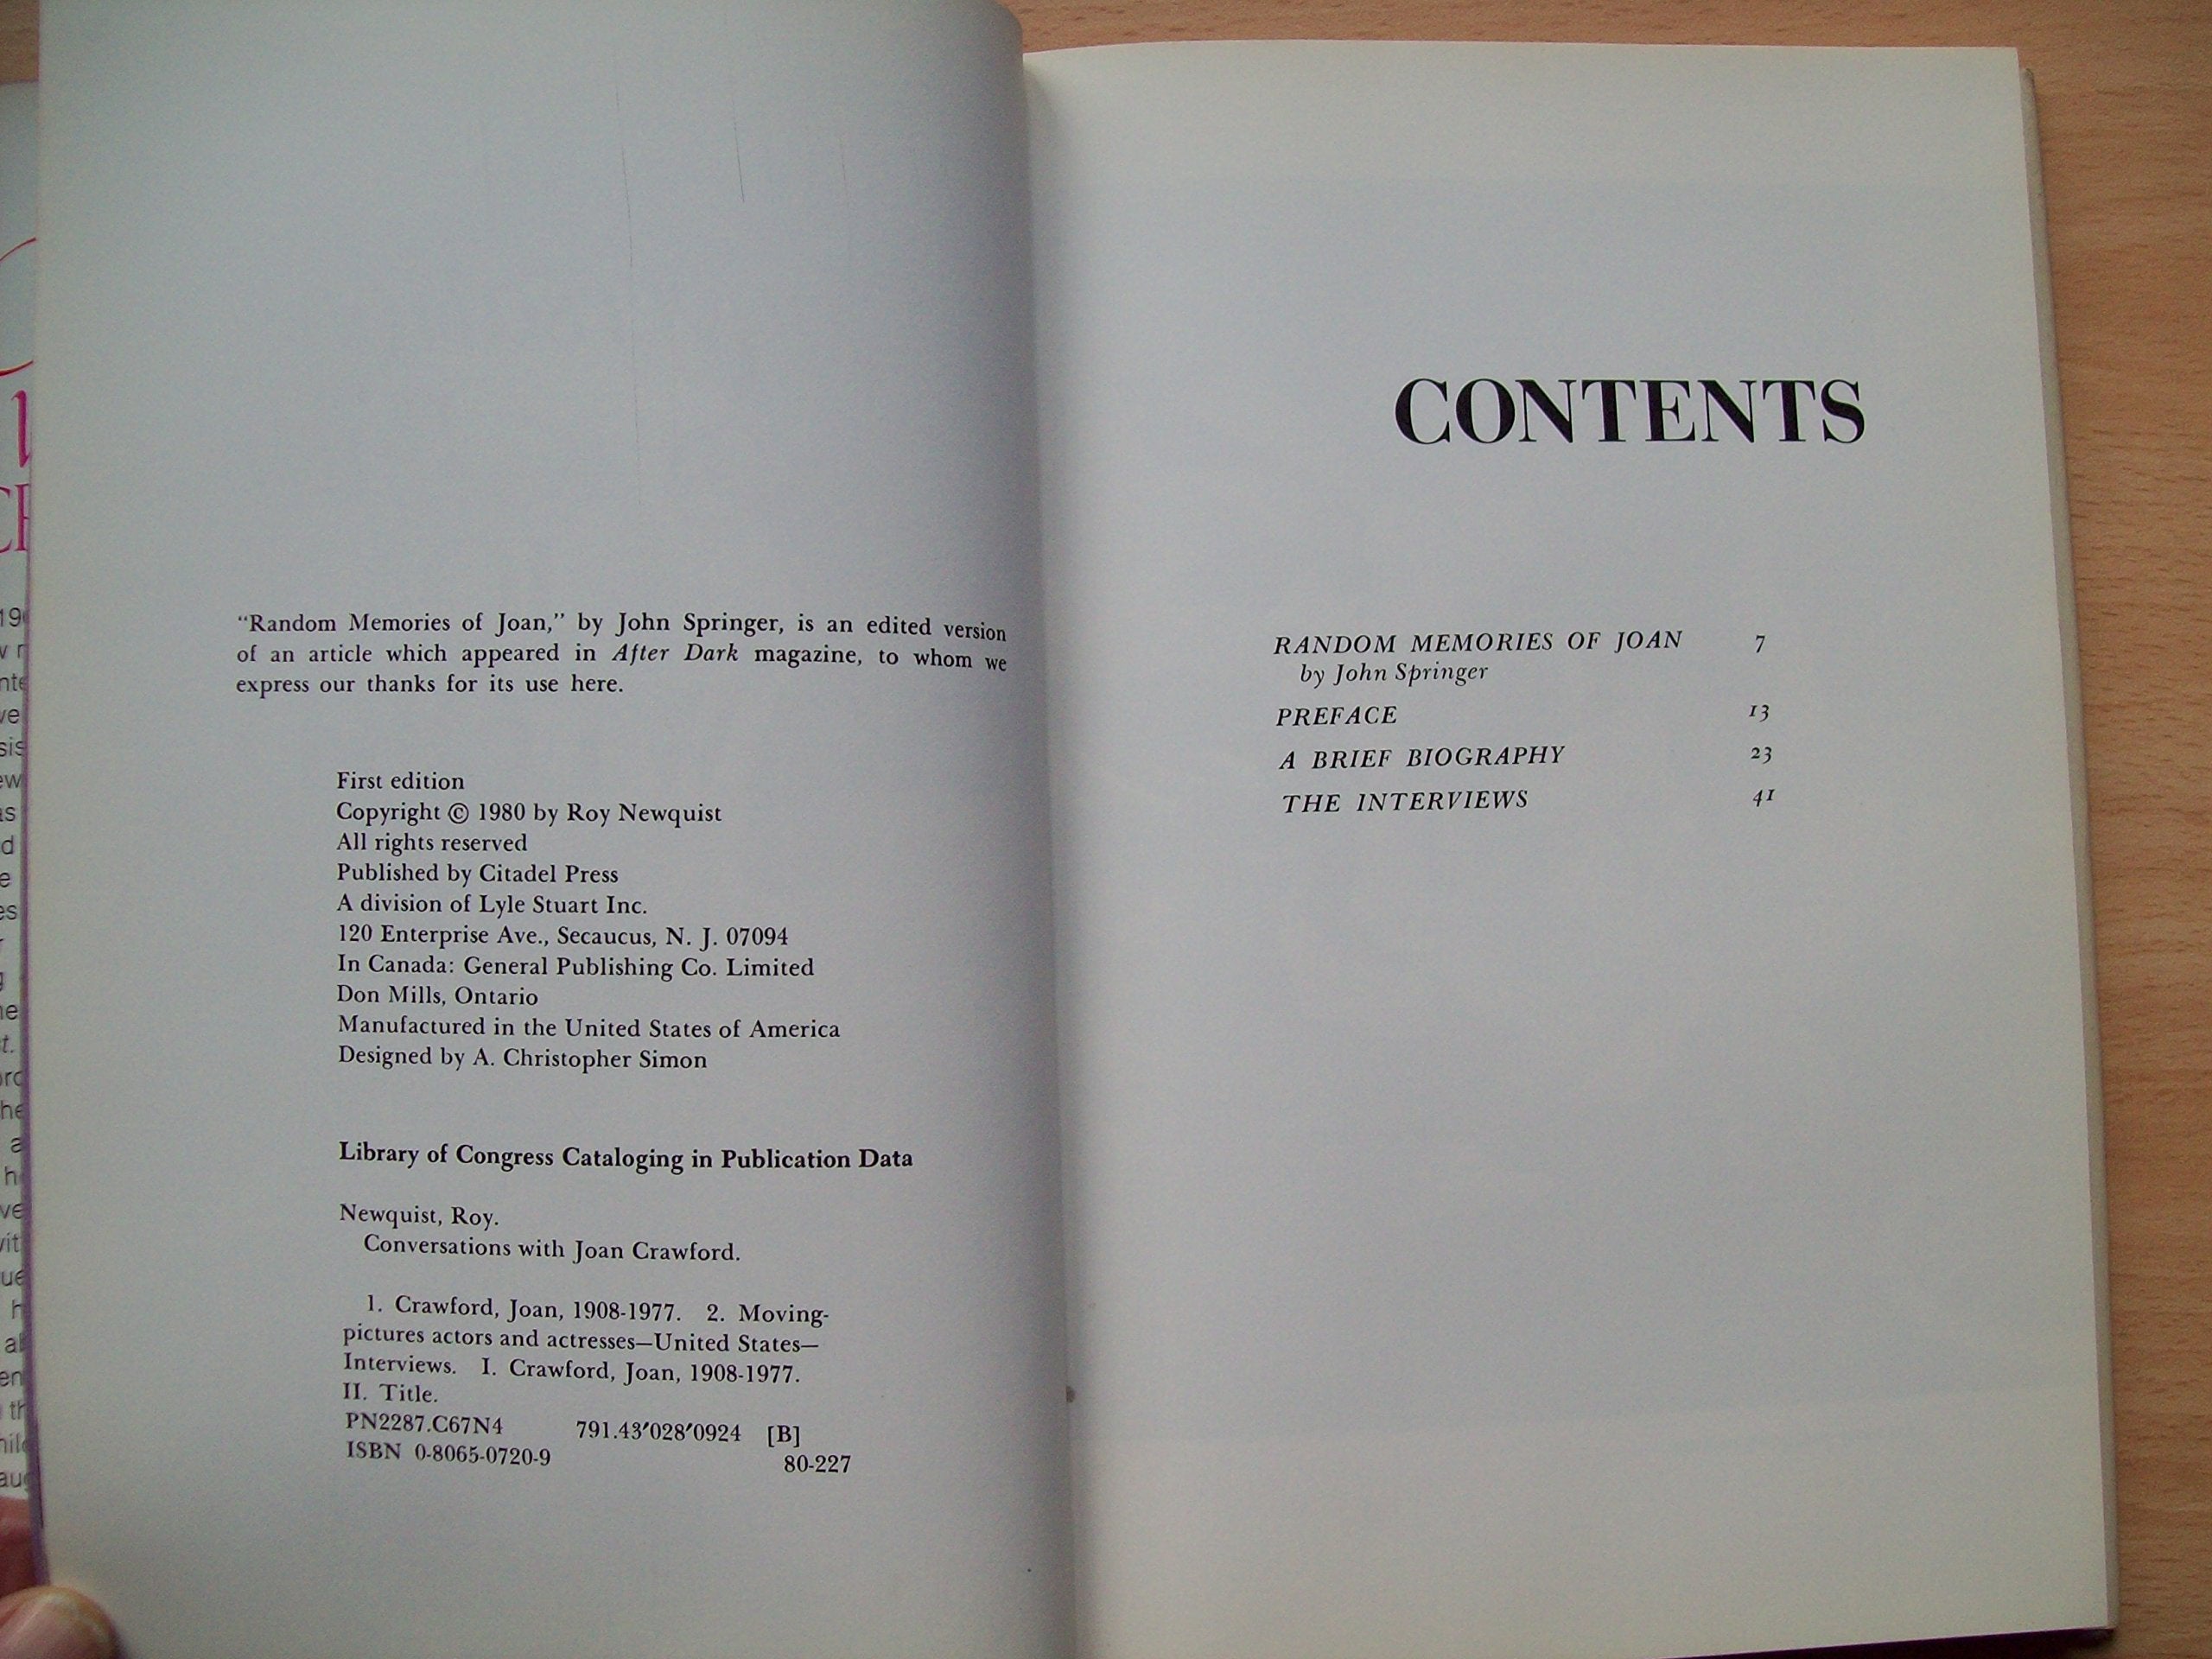 "Random Memories of Joan," by John Springer, is an edited version
of an article which appeared in After Dark magazine, to whom we
express our thanks for its use here.
First edition
Copyright © 1980 by Roy Newquist
All rights reserved
Published by Citadel Press
A division of Lyle Stuart Inc.
120 Enterprise Ave., Secaucus, N. J. 07094
In Canada: General Publishing Co. Limited
Don Mills, Ontario
Manufactured in the United States of America
Designed by A. Christopher Simon
Library of Congress Cataloging in Publication Data
Newquist, Roy.
Conversations with Joan Crawford.
1. Crawford, Joan, 1908-1977. 2. Moving-
pictures actors and actresses—United States—
Interviews. I. Crawford, Joan, 1908-1977.
II. Title.
PN2287.C67N4 791.43′028′0924 [B]
ISBN 0-8065-0720-9 80-227
CONTENTS
RANDOM MEMORIES OF JOAN 7
by John Springer
PREFACE 13
A BRIEF BIOGRAPHY 23
THE INTERVIEWS 41